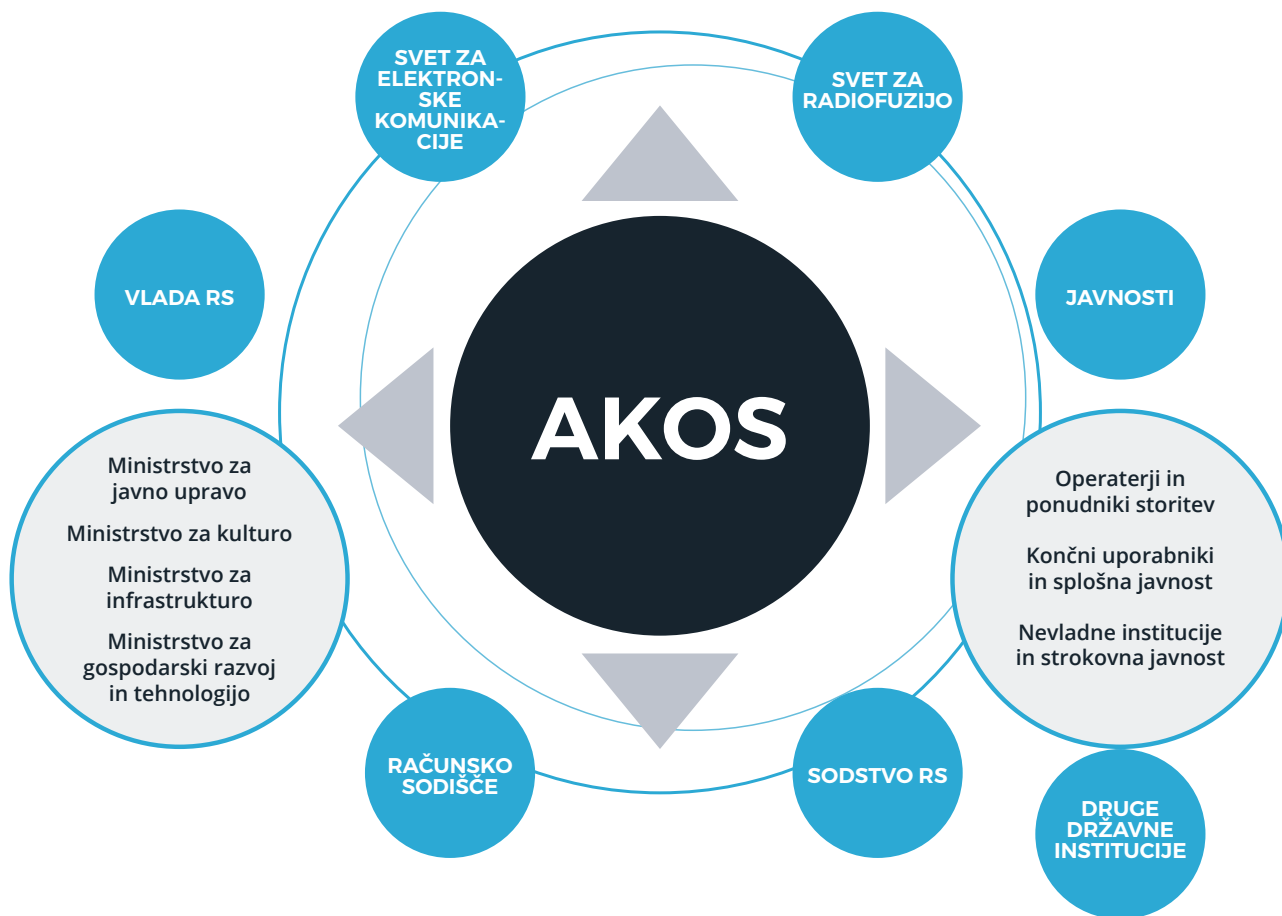 SVET ZA
ELEKTRON-
SKE
KOMUNIKA-
CIJE
SVET ZA
RADIOFUZIJO
VLADA RS
JAVNOSTI
AKOS
Ministrstvo za
javno upravo
Ministrstvo za kulturo
Ministrstvo za
infrastrukturo
Ministrstvo za
gospodarski razvoj
in tehnologijo
Operaterji in
ponudniki storitev
Končni uporabniki
in splošna javnost
Nevladne institucije
in strokovna javnost
RAČUNSKO
SODIŠČE
SODSTVO RS
DRUGE
DRŽAVNE
INSTITUCIJE